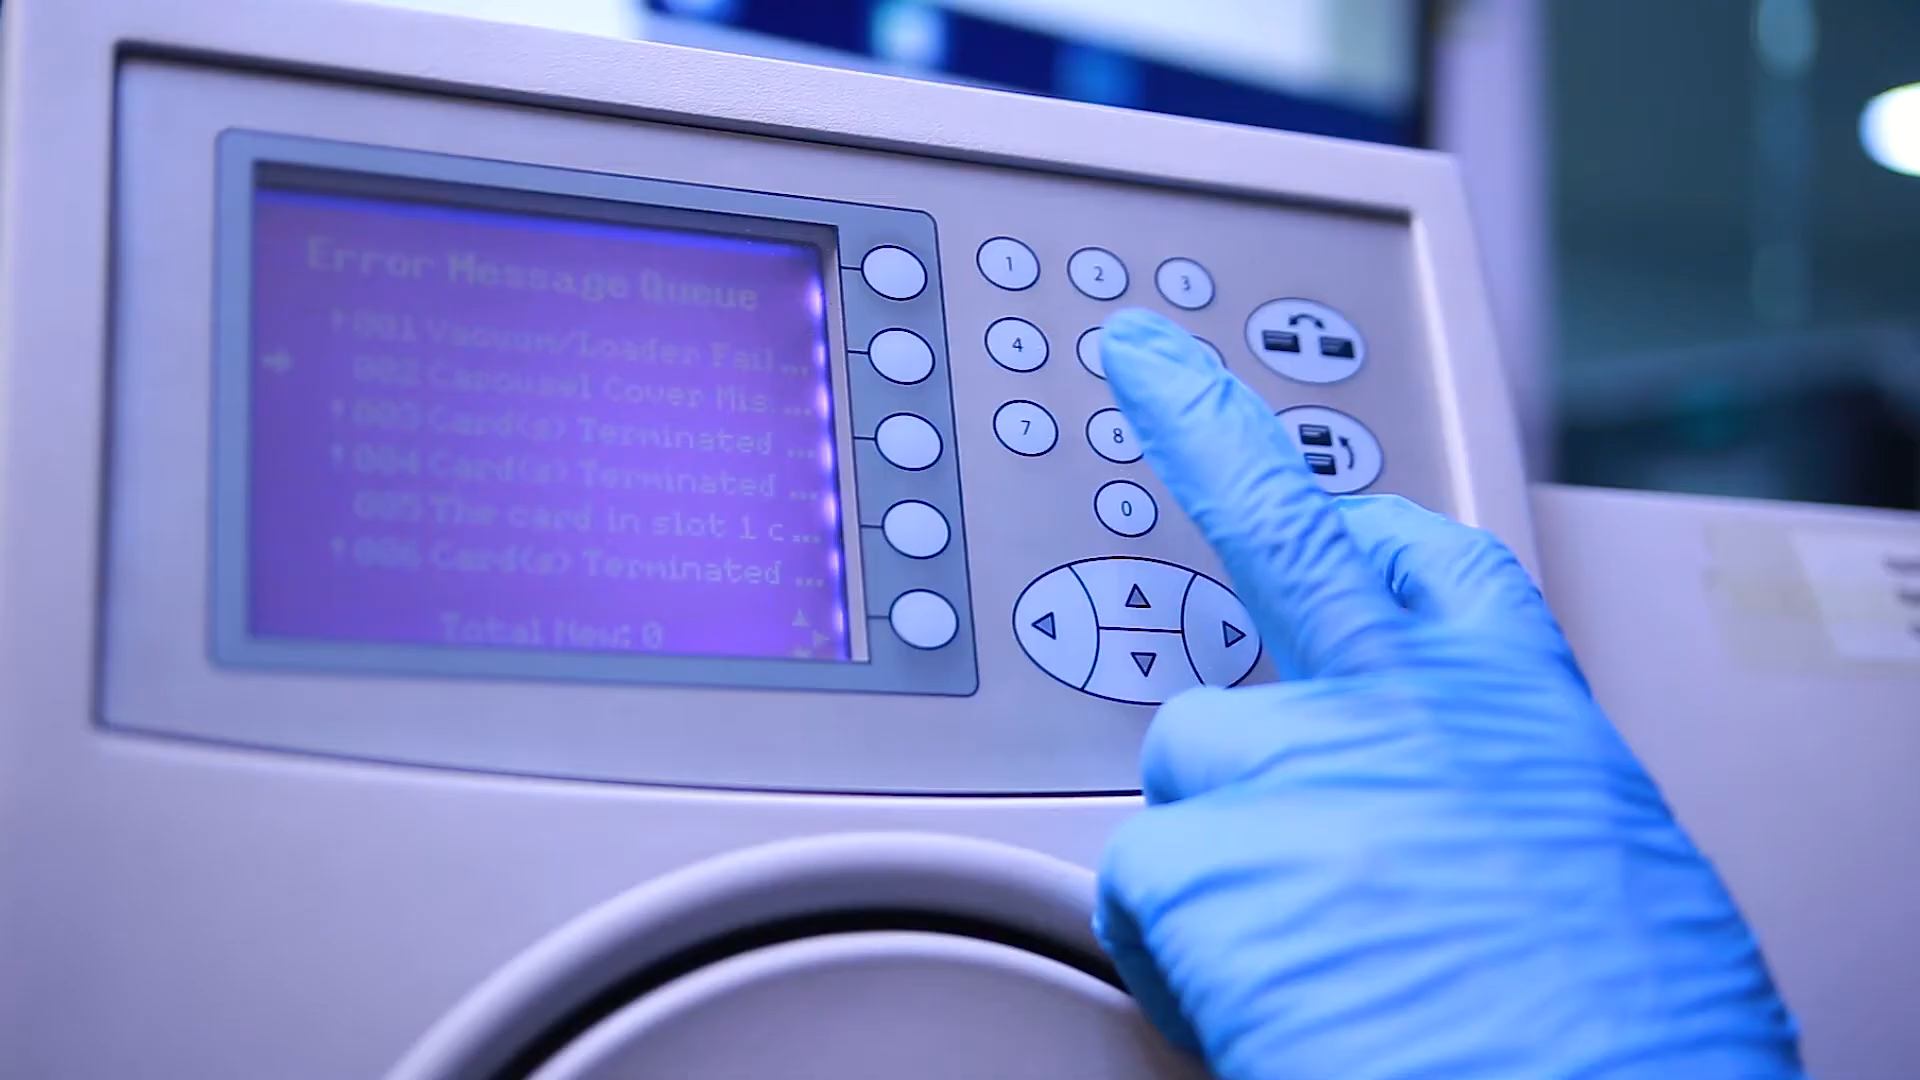 Error Message Queue
! 001 Vacuum/Loader Fail...
002 Carousel Cover Mis...
! 003 Card(s) Terminated ...
! 004 Card(s) Terminated ...
005 The card in slot 1 c...
! 006 Card(s) Terminated ...
Total New: 0
1 2 3
4
7 8
0